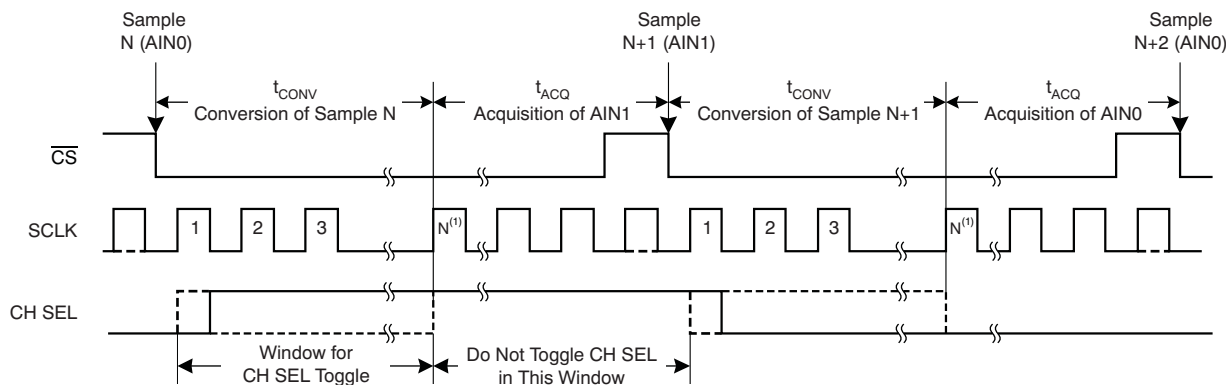 Sample
N (AIN0)
Sample
N+1 (AIN1)
Sample
N+2 (AIN0)
tCONV
Conversion of Sample N
tACQ
Acquisition of AIN1
tCONV
Conversion of Sample N+1
tACQ
Acquisition of AIN0
CS
SCLK
1
2
3
N(1)
1
2
3
N(1)
CH SEL
Window for
CH SEL Toggle
Do Not Toggle CH SEL
in This Window